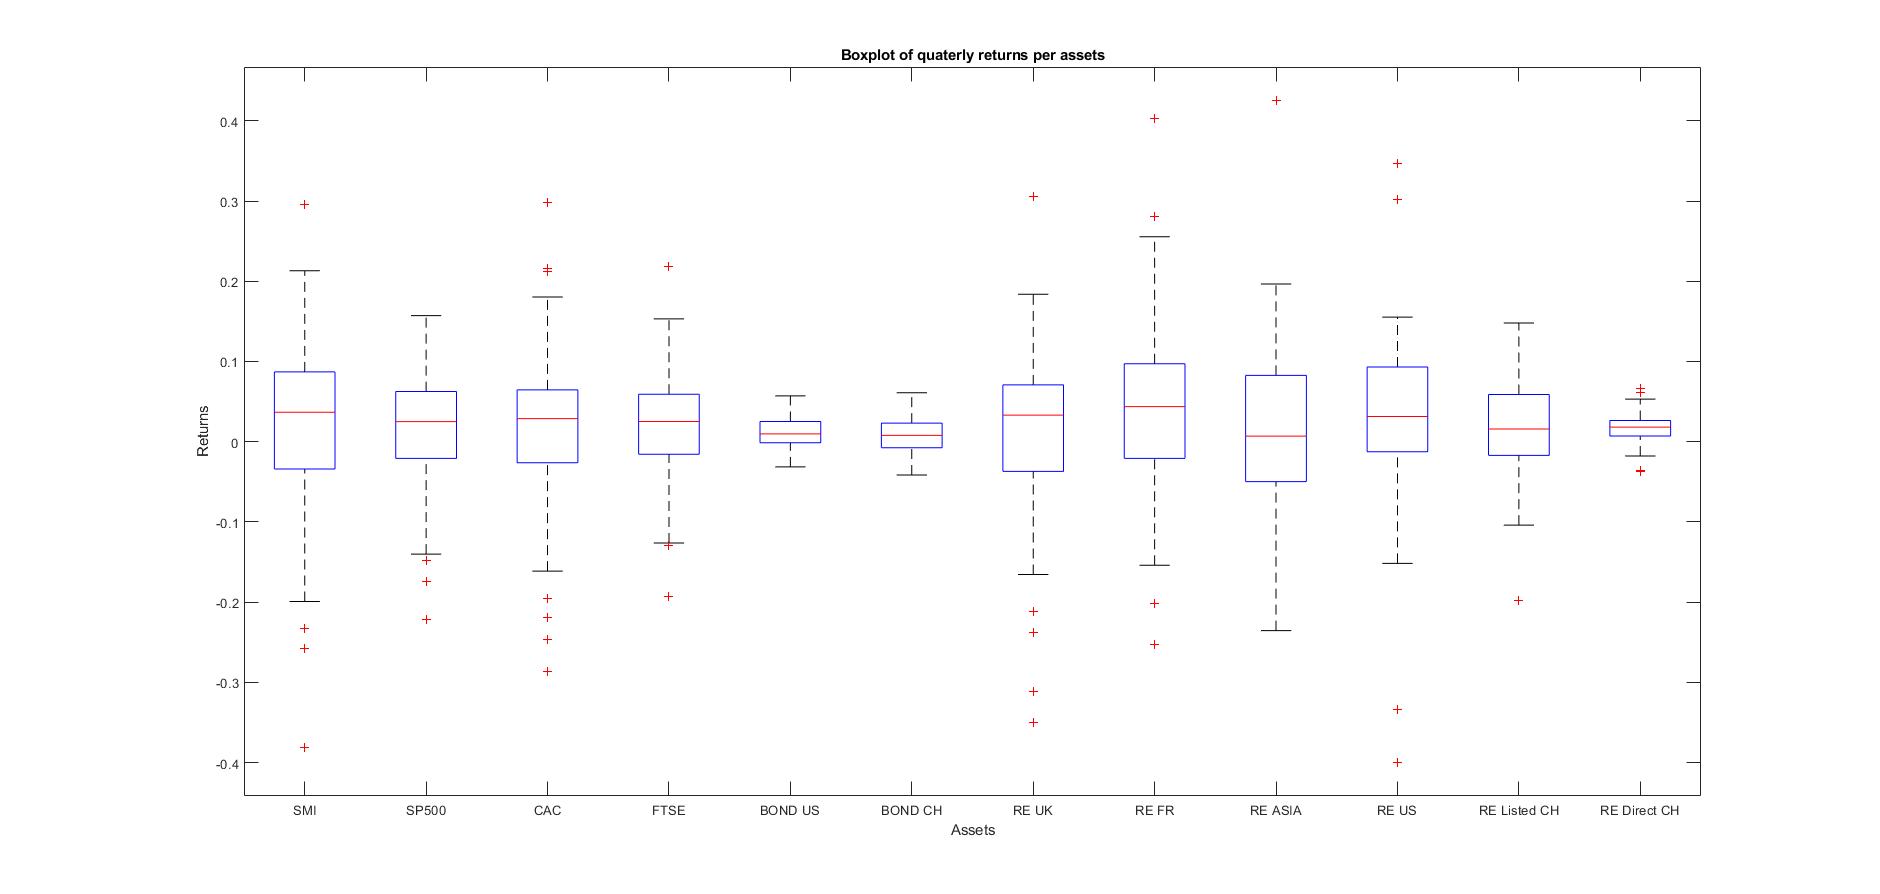 Boxplot of quaterly returns per assets
0.4
0.3
0.2
0.1
0
-0.1
-0.2
-0.3
-0.4
Returns
SMI SP500 CAC FTSE BOND US BOND CH RE UK RE FR RE ASIA RE US RE Listed CH RE Direct CH
Assets